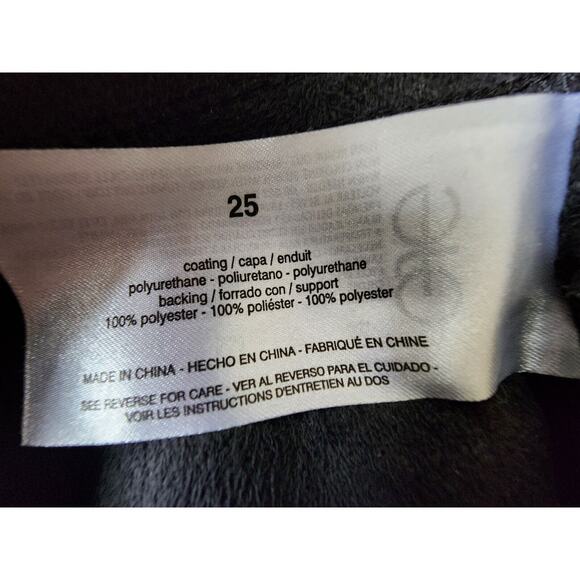 25
coating / capa / enduit
polyurethane - poliuretano - polyurethane
backing / forrado con / support
100% polyester - 100% poliéster - 100% polyester
MADE IN CHINA - HECHO EN CHINA - FABRIQUÉ EN CHINE
SEE REVERSE FOR CARE - VER AL REVERSO PARA EL CUIDADO -
VOIR LES INSTRUCTIONS D'ENTRETIEN AU DOS